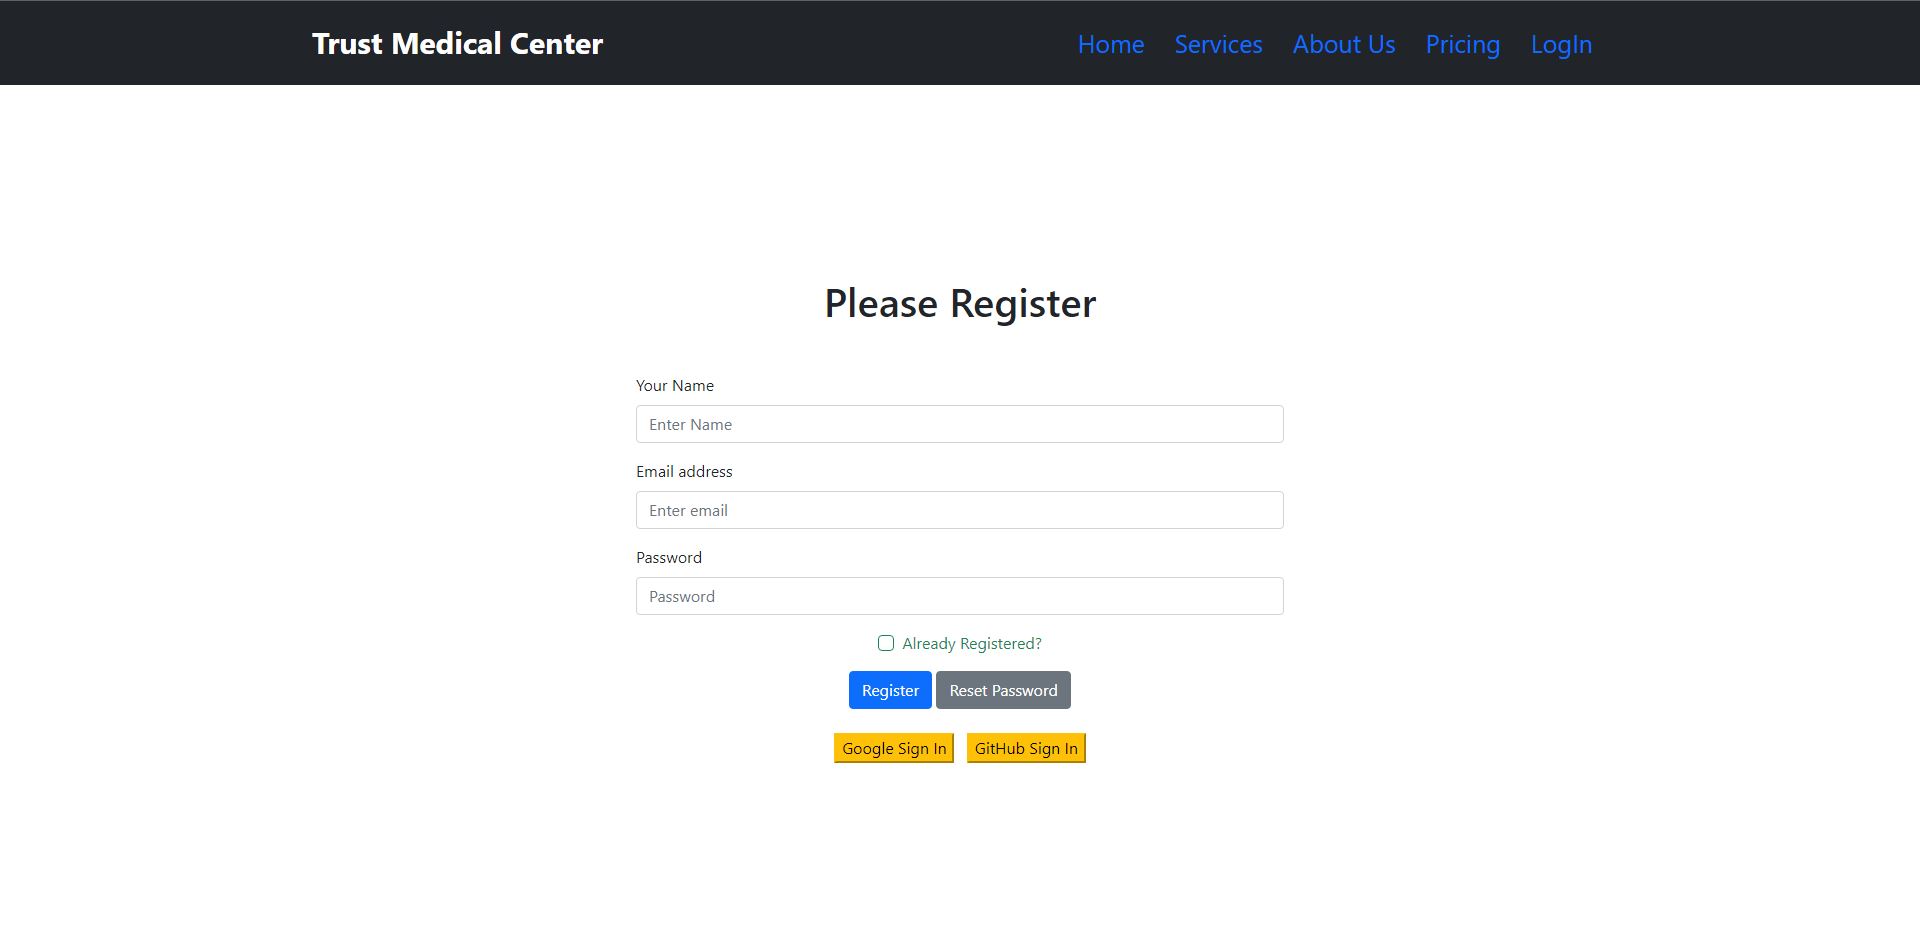 Trust Medical Center Home Services About Us Pricing LogIn
Please Register
Your Name
Enter Name
Email address
Enter email
Password
Password
Already Registered?
Register Reset Password
Google Sign In GitHub Sign In